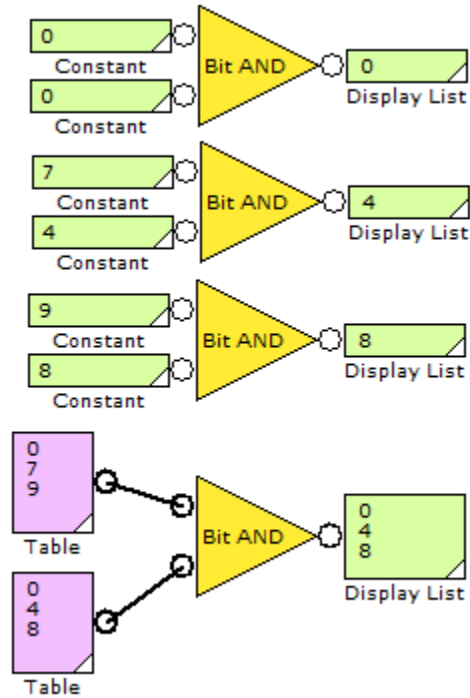 0
Constant
0
Constant
Bit AND
0
Display List
7
Constant
4
Constant
Bit AND
4
Display List
9
Constant
8
Constant
Bit AND
8
Display List
0
7
9
Table
0
4
8
Table
Bit AND
0
4
8
Display List